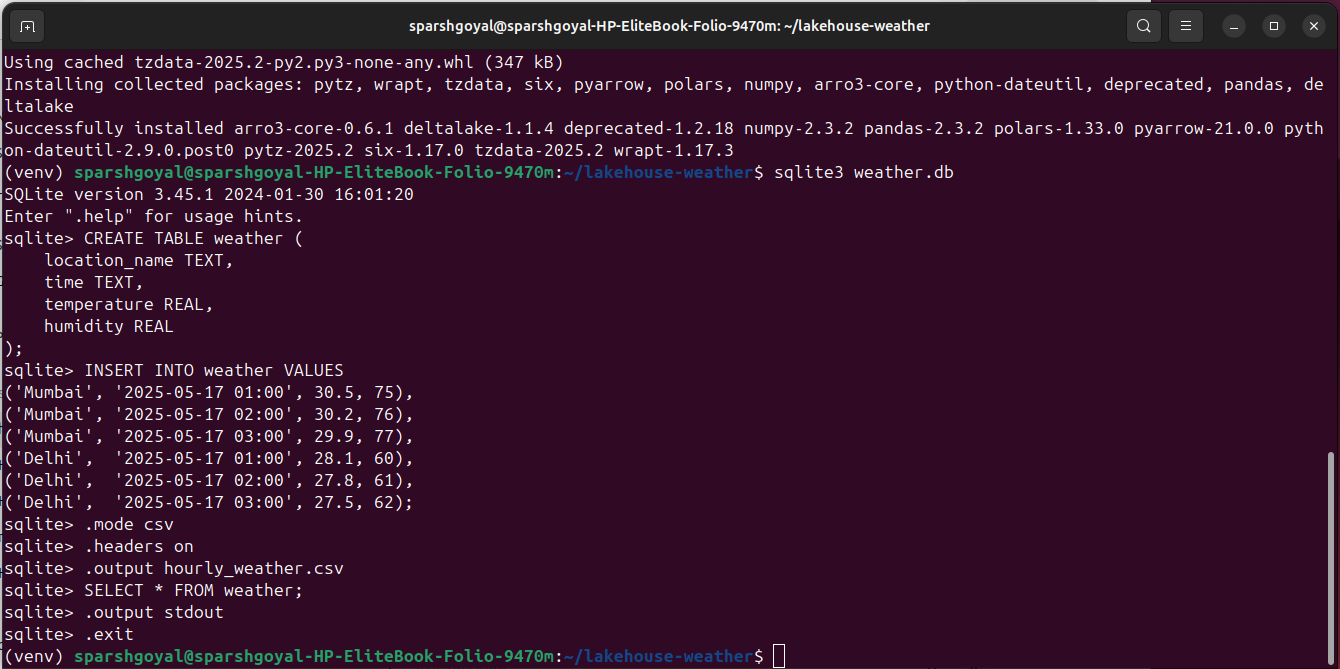 sparshgoyal@sparshgoyal-HP-EliteBook-Folio-9470m: ~/lakehouse-weather
Using cached tzdata-2025.2-py2.py3-none-any.whl (347 kB)
Installing collected packages: pytz, wrapt, tzdata, six, pyarrow, polars, numpy, arro3-core, python-dateutil, deprecated, pandas, de
ltalake
Successfully installed arro3-core-0.6.1 deltalake-1.1.4 deprecated-1.2.18 numpy-2.3.2 pandas-2.3.2 polars-1.33.0 pyarrow-21.0.0 pyth
on-dateutil-2.9.0.post0 pytz-2025.2 six-1.17.0 tzdata-2025.2 wrapt-1.17.3
(venv) sparshgoyal@sparshgoyal-HP-EliteBook-Folio-9470m:~/lakehouse-weather$ sqlite3 weather.db
SQLite version 3.45.1 2024-01-30 16:01:20
Enter ".help" for usage hints.
sqlite> CREATE TABLE weather (
    location_name TEXT,
    time TEXT,
    temperature REAL,
    humidity REAL
);
sqlite> INSERT INTO weather VALUES
('Mumbai', '2025-05-17 01:00', 30.5, 75),
('Mumbai', '2025-05-17 02:00', 30.2, 76),
('Mumbai', '2025-05-17 03:00', 29.9, 77),
('Delhi',  '2025-05-17 01:00', 28.1, 60),
('Delhi',  '2025-05-17 02:00', 27.8, 61),
('Delhi',  '2025-05-17 03:00', 27.5, 62);
sqlite> .mode csv
sqlite> .headers on
sqlite> .output hourly_weather.csv
sqlite> SELECT * FROM weather;
sqlite> .output stdout
sqlite> .exit
(venv) sparshgoyal@sparshgoyal-HP-EliteBook-Folio-9470m:~/lakehouse-weather$